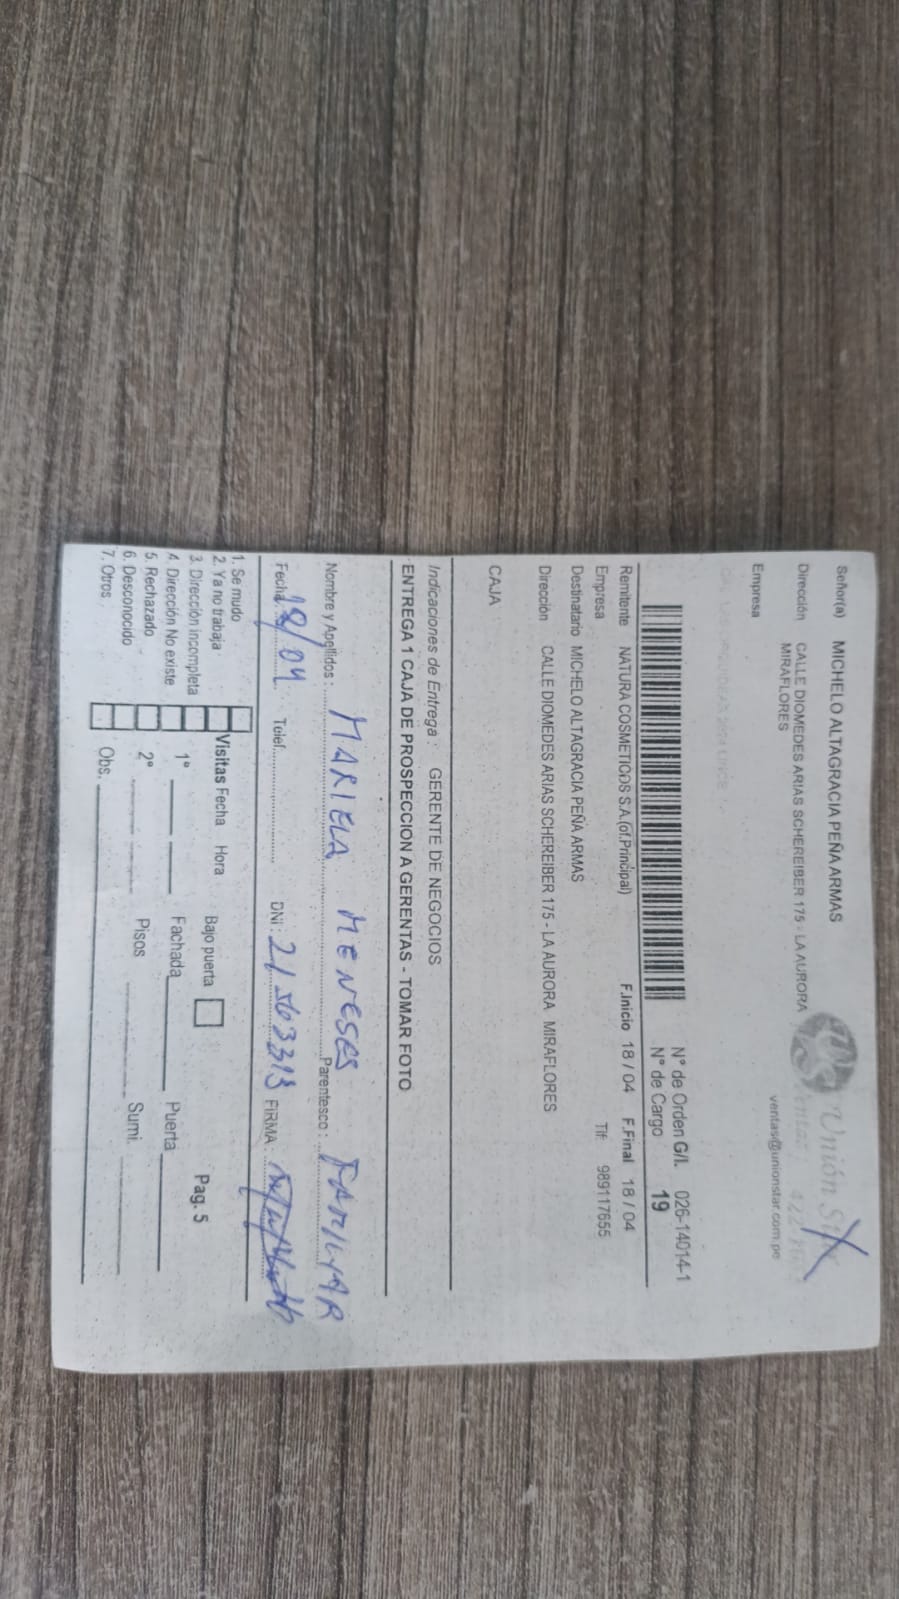 Señor(a) MICHELO ALTAGRACIA PEÑA ARMAS
Unión
Dirección CALLE DIOMEDES ARIAS SCHEREIBER 175 - LA AURORA
MIRAFLORES
ventas@unionstar.com.pe
Empresa
N° de Orden G/I. 026-14014-1
N° de Cargo 19
Remitente NATURA COSMETICOS S.A.(of.Principal) F.Inicio 18 / 04 F.Final 18 / 04
Empresa Tlf: 989117655
Destinatario MICHELO ALTAGRACIA PEÑA ARMAS
Dirección CALLE DIOMEDES ARIAS SCHEREIBER 175 - LA AURORA MIRAFLORES
CAJA
Indicaciones de Entrega : GERENTE DE NEGOCIOS
ENTREGA 1 CAJA DE PROSPECCION A GERENTAS - TOMAR FOTO
Nombre y Apellidos : MARIELA MENESES Parentesco : FAMILIAR
Fecha: 18/04 Telef. DNI: 21563313 FIRMA
1. Se mudo
2. Ya no trabaja Visitas Fecha Hora Bajo puerta Pag. 5
3. Dirección incompleta
4. Dirección No existe 1° Fachada Puerta
5. Rechazado 2° Pisos Sumi.
6. Desconocido
7. Otros Obs.